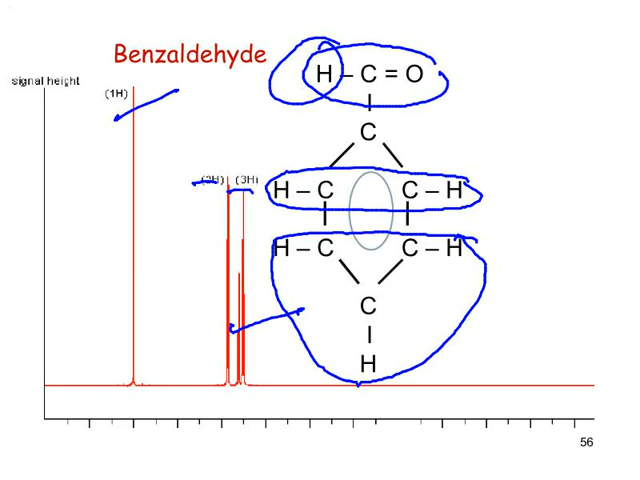 Benzaldehyde
signal height
(1H)
(2H) (3H)
H – C = O
C
H – C C – H
H – C C – H
C
H
56